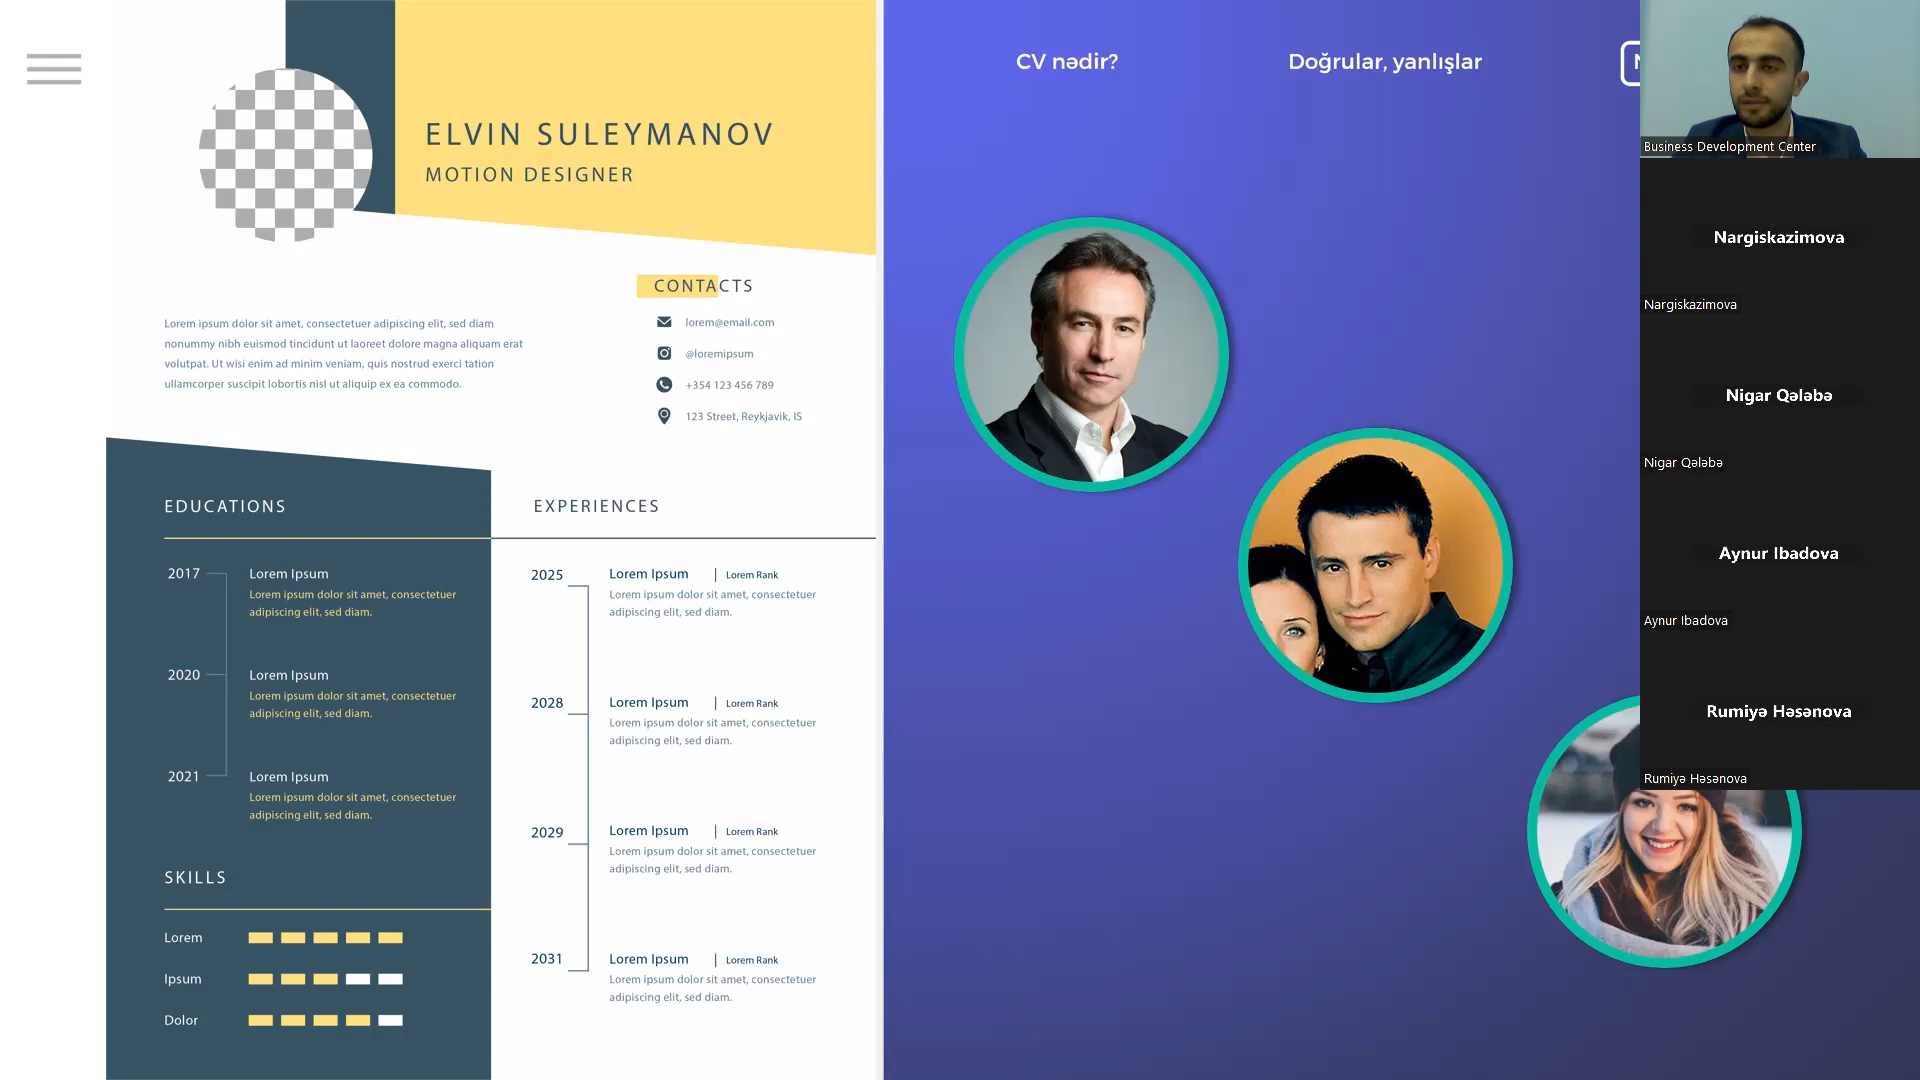 ELVIN SULEYMANOV
MOTION DESIGNER
CONTACTS
lorem@email.com
@loremipsum
+354 123 456 789
123 Street, Reykjavik, IS
Lorem ipsum dolor sit amet, consectetuer adipiscing elit, sed diam
nonummy nibh euismod tincidunt ut laoreet dolore magna aliquam erat
volutpat. Ut wisi enim ad minim veniam, quis nostrud exerci tation
ullamcorper suscipit lobortis nisl ut aliquip ex ea commodo.
EDUCATIONS
2017
Lorem Ipsum
Lorem ipsum dolor sit amet, consectetuer
adipiscing elit, sed diam.
2020
Lorem Ipsum
Lorem ipsum dolor sit amet, consectetuer
adipiscing elit, sed diam.
2021
Lorem Ipsum
Lorem ipsum dolor sit amet, consectetuer
adipiscing elit, sed diam.
SKILLS
Lorem
Ipsum
Dolor
EXPERIENCES
2025
Lorem Ipsum | Lorem Rank
Lorem ipsum dolor sit amet, consectetuer
adipiscing elit, sed diam.
2028
Lorem Ipsum | Lorem Rank
Lorem ipsum dolor sit amet, consectetuer
adipiscing elit, sed diam.
2029
Lorem Ipsum | Lorem Rank
Lorem ipsum dolor sit amet, consectetuer
adipiscing elit, sed diam.
2031
Lorem Ipsum | Lorem Rank
Lorem ipsum dolor sit amet, consectetuer
adipiscing elit, sed diam.
CV nədir?
Doğrular, yanlışlar
Business Development Center
Nargiskazimova
Nargiskazimova
Nigar Qələbə
Nigar Qələbə
Aynur Ibadova
Aynur Ibadova
Rumiyə Həsənova
Rumiyə Həsənova